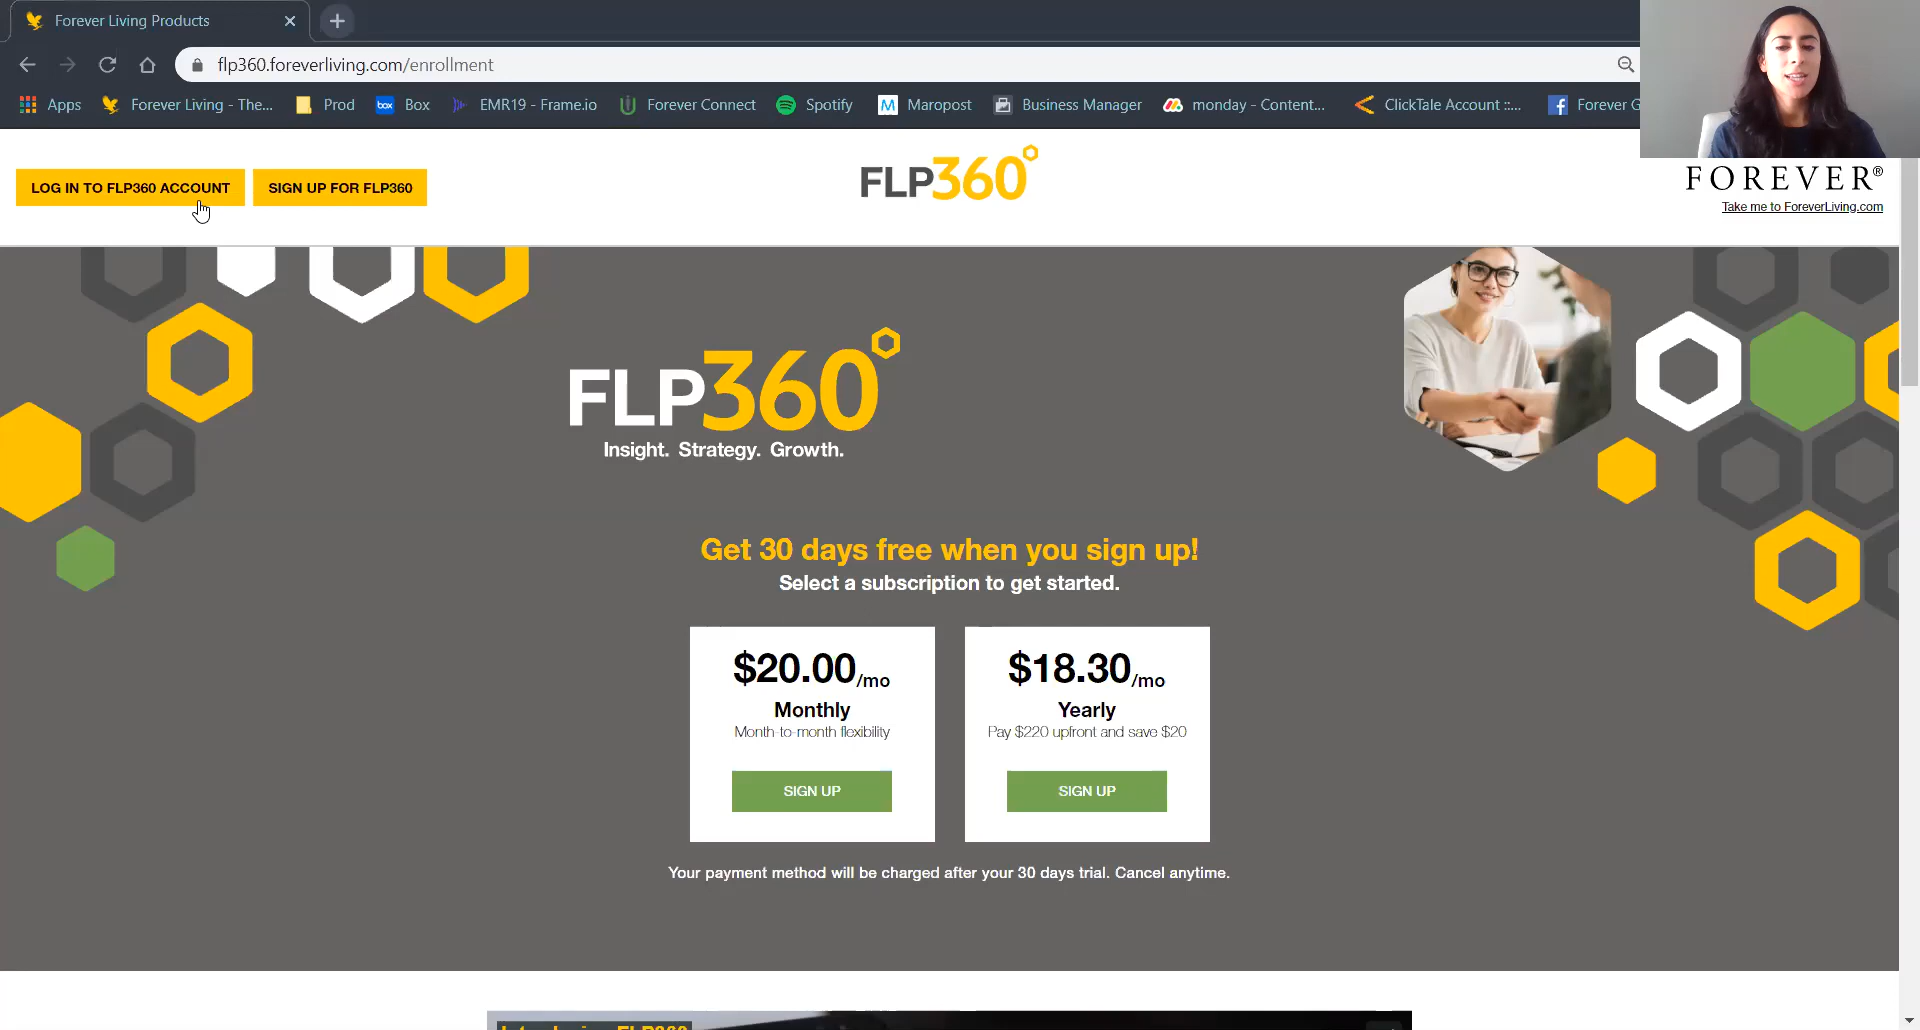 Forever Living Products
flp360.foreverliving.com/enrollment
Apps
Forever Living - The...
Prod
box
Box
EMR19 - Frame.io
Forever Connect
Spotify
M
Maropost
Business Manager
monday - Content...
ClickTale Account ::...
f
Forever G
LOG IN TO FLP360 ACCOUNT
SIGN UP FOR FLP360
FLP360
FOREVER®
Take me to ForeverLiving.com
FLP360
Insight. Strategy. Growth.
Get 30 days free when you sign up!
Select a subscription to get started.
$20.00/mo
Monthly
Month-to-month flexibility
SIGN UP
$18.30/mo
Yearly
Pay $220 upfront and save $20
SIGN UP
Your payment method will be charged after your 30 days trial. Cancel anytime.